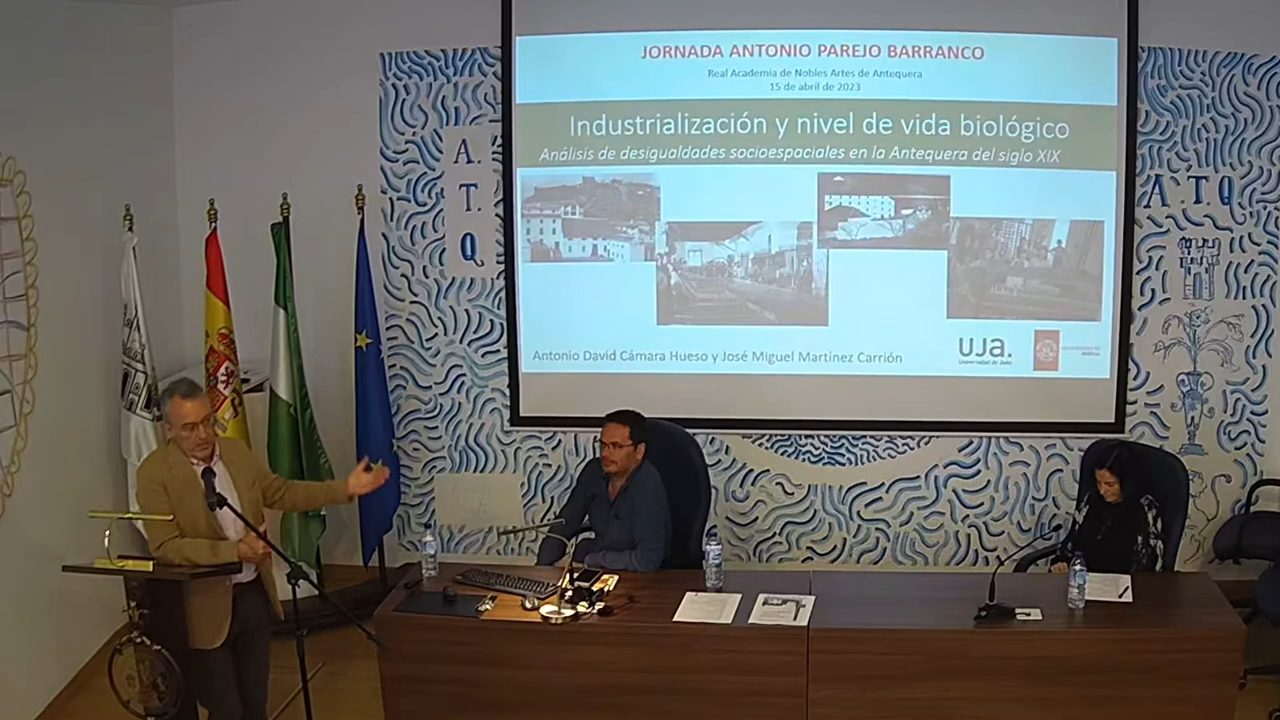 JORNADA ANTONIO PAREJO BARRANCO
Real Academia de Nobles Artes de Antequera
15 de abril de 2023
Industrialización y nivel de vida biológico
Análisis de desigualdades socioespaciales en la Antequera del siglo XIX
Antonio David Cámara Hueso y José Miguel Martínez Carrión
uja.
Universidad de Jaén
A.
T.
Q
A.TQ